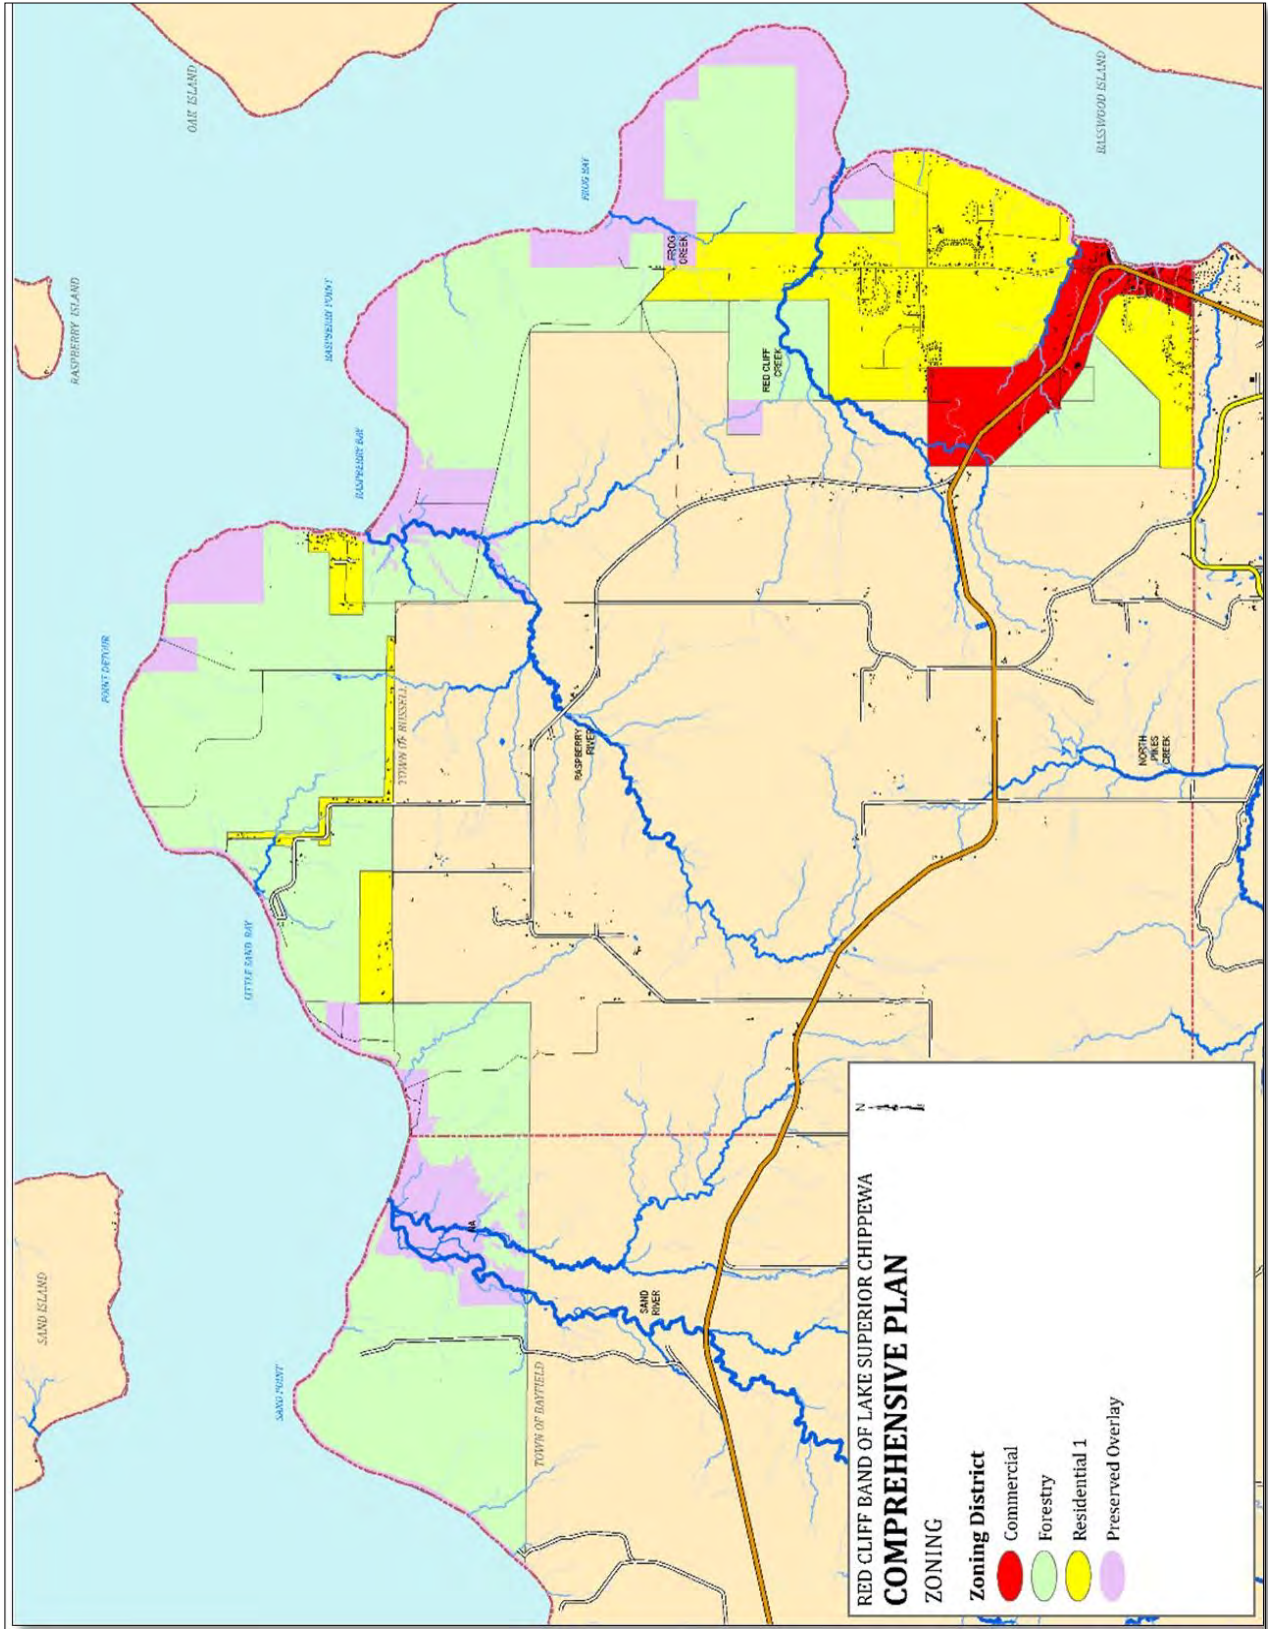 OAK ISLAND
BASSWOOD ISLAND
FROG BAY
FROG
CREEK
RASPBERRY ISLAND
RASPBERRY POINT
RED CLIFF
CREEK
RASPBERRY BAY
POINT DETOUR
TOWN OF RUSSELL
RASPBERRY
RIVER
NORTH
PIKES
CREEK
LITTLE SAND BAY
SAND ISLAND
NA
SAND
RIVER
SAND POINT
TOWN OF BAYFIELD
N
RED CLIFF BAND OF LAKE SUPERIOR CHIPPEWA
COMPREHENSIVE PLAN
ZONING
Zoning District
Commercial
Forestry
Residential 1
Preserved Overlay